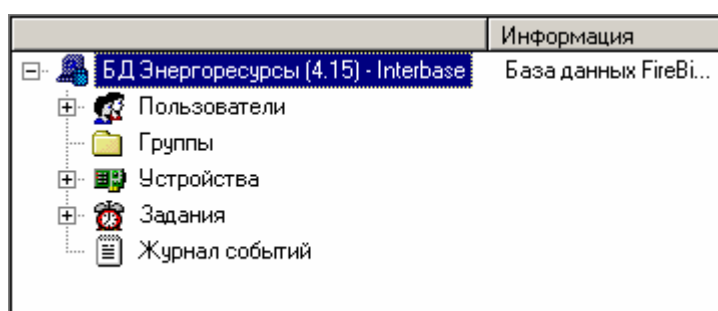 Информация
БД Энергоресурсы (4.15) - Interbase База данных FireBi...
Пользователи
Группы
Устройства
Задания
Журнал событий